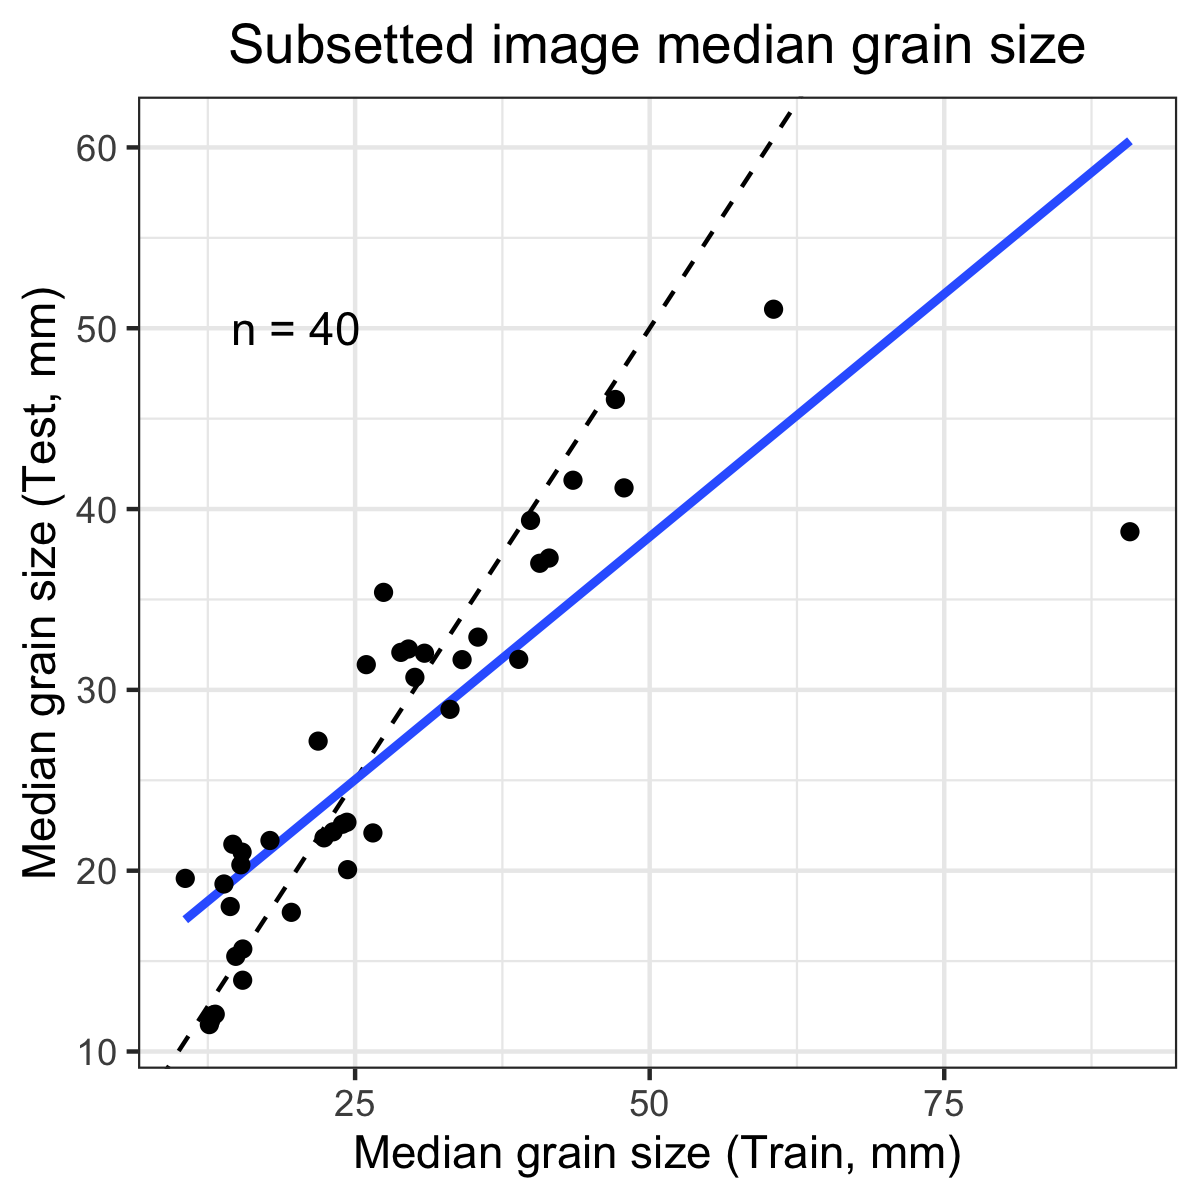 Subsetted image median grain size
Median grain size (Test, mm)
60
50
40
30
20
10
n = 40
25
50
75
Median grain size (Train, mm)